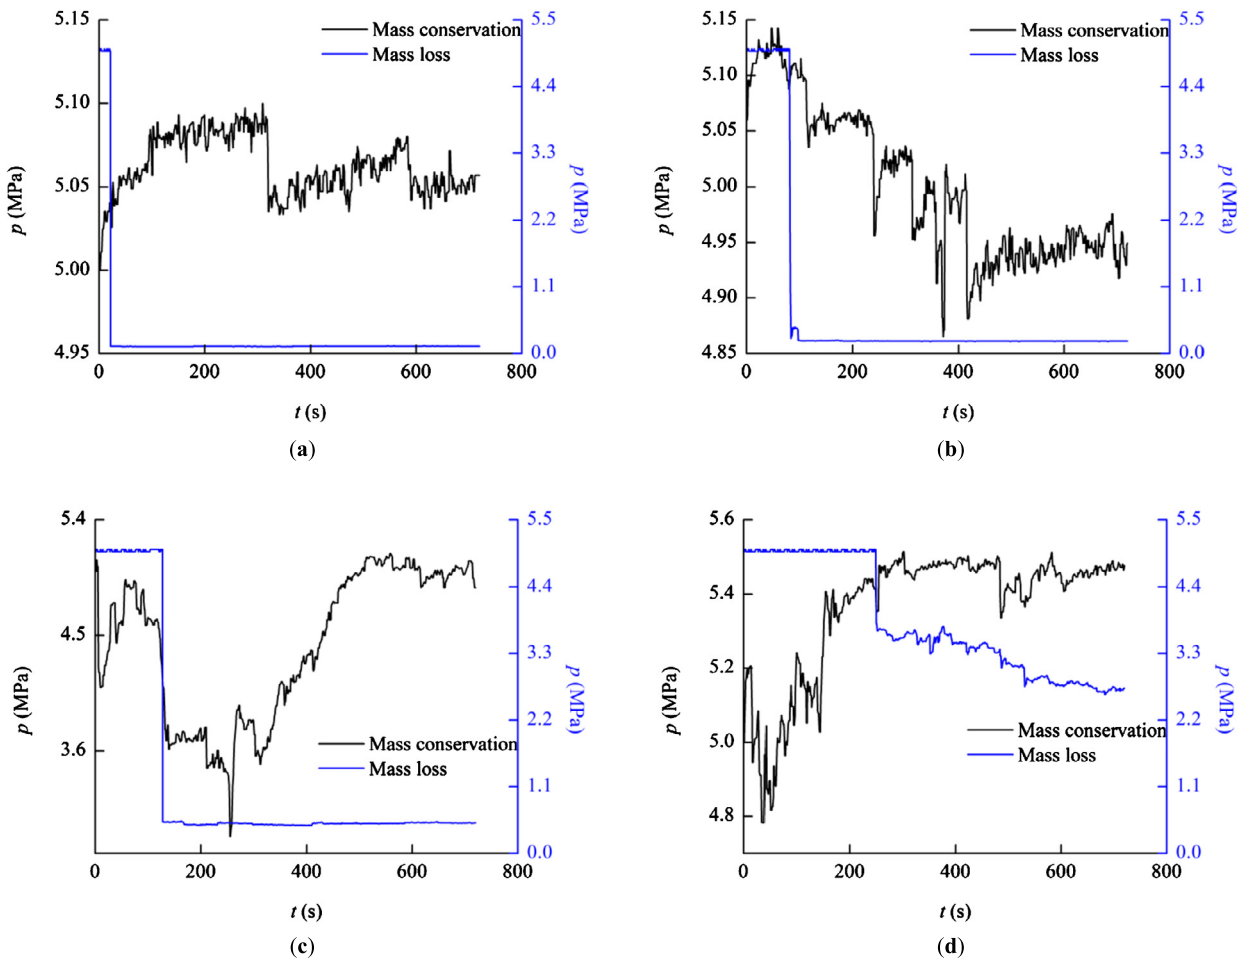 5.15
5.10
5.05
5.00
4.95
p (MPa)
Mass conservation
Mass loss
5.5
4.4
3.3
2.2
1.1
0.0
p (MPa)
0 200 400 600 800
t (s)
(a)
5.15
5.10
5.05
5.00
4.95
4.90
4.85
p (MPa)
Mass conservation
Mass loss
5.5
4.4
3.3
2.2
1.1
0.0
p (MPa)
0 200 400 600 800
t (s)
(b)
5.4
4.5
3.6
p (MPa)
Mass conservation
Mass loss
5.5
4.4
3.3
2.2
1.1
0.0
p (MPa)
0 200 400 600 800
t (s)
(c)
5.6
5.4
5.2
5.0
4.8
p (MPa)
Mass conservation
Mass loss
5.5
4.4
3.3
2.2
1.1
0.0
p (MPa)
0 200 400 600 800
t (s)
(d)